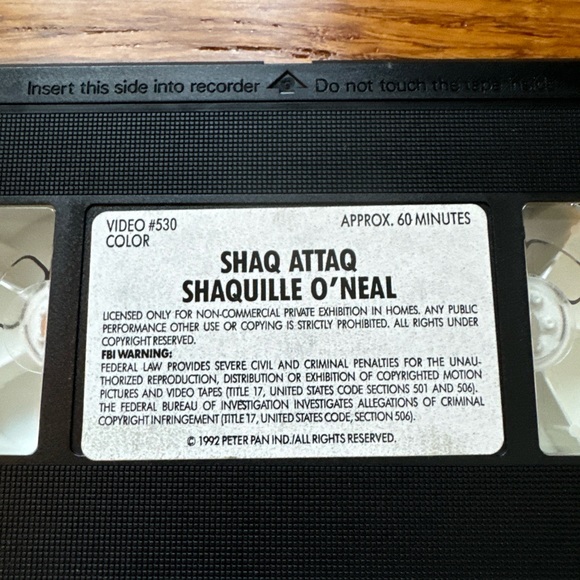 Insert this side into recorder Do not touch the tape inside
VIDEO #530 APPROX. 60 MINUTES
COLOR
SHAQ ATTAQ
SHAQUILLE O'NEAL
LICENSED ONLY FOR NON-COMMERCIAL PRIVATE EXHIBITION IN HOMES. ANY PUBLIC
PERFORMANCE OTHER USE OR COPYING IS STRICTLY PROHIBITED. ALL RIGHTS UNDER
COPYRIGHT RESERVED.
FBI WARNING:
FEDERAL LAW PROVIDES SEVERE CIVIL AND CRIMINAL PENALTIES FOR THE UNAU-
THORIZED REPRODUCTION, DISTRIBUTION OR EXHIBITION OF COPYRIGHTED MOTION
PICTURES AND VIDEO TAPES (TITLE 17, UNITED STATES CODE SECTIONS 501 AND 506).
THE FEDERAL BUREAU OF INVESTIGATION INVESTIGATES ALLEGATIONS OF CRIMINAL
COPYRIGHT INFRINGEMENT (TITLE 17, UNITED STATES CODE, SECTION 506).
© 1992 PETER PAN IND./ALL RIGHTS RESERVED.